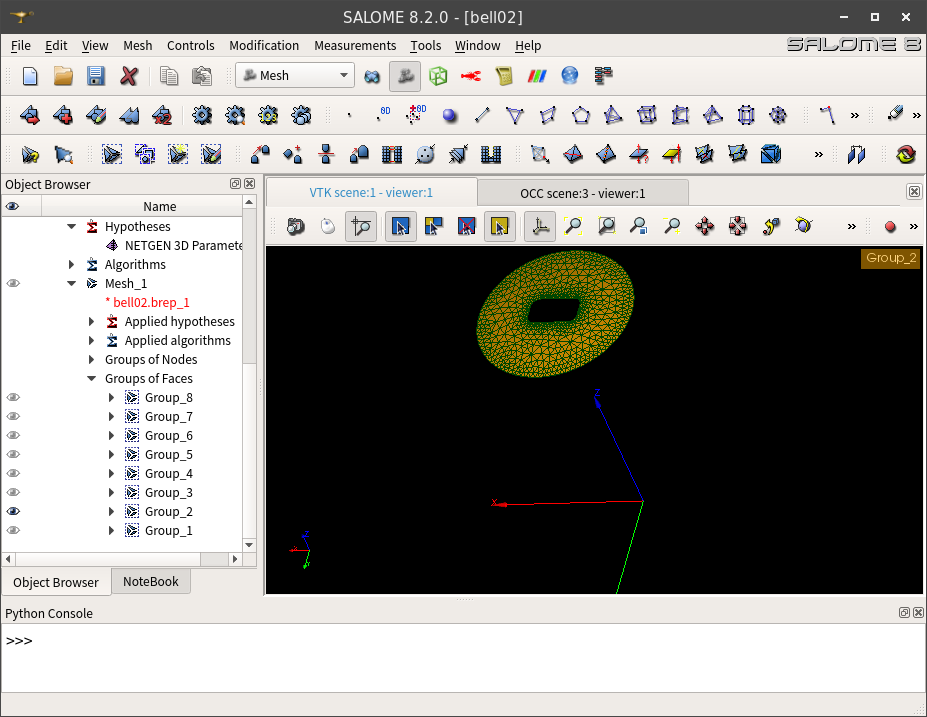 SALOME 8.2.0 - [bell02]
File Edit View Mesh Controls Modification Measurements Tools Window Help
SALOME 8
Mesh
0D
0D
Object Browser
Name
Hypotheses
NETGEN 3D Paramete
Algorithms
Mesh_1
* bell02.brep_1
Applied hypotheses
Applied algorithms
Groups of Nodes
Groups of Faces
Group_8
Group_7
Group_6
Group_5
Group_4
Group_3
Group_2
Group_1
Object Browser
NoteBook
VTK scene:1 - viewer:1
OCC scene:3 - viewer:1
Group_2
Z
X
Python Console
>>>